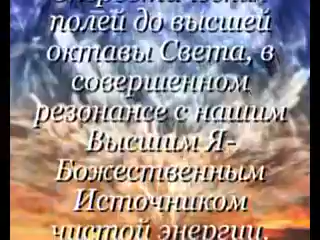 полей до высшей
октавы Света, в
совершенном
резонансе с нашим
Высшим Я-
Божественным
Источником
чистой энергии.